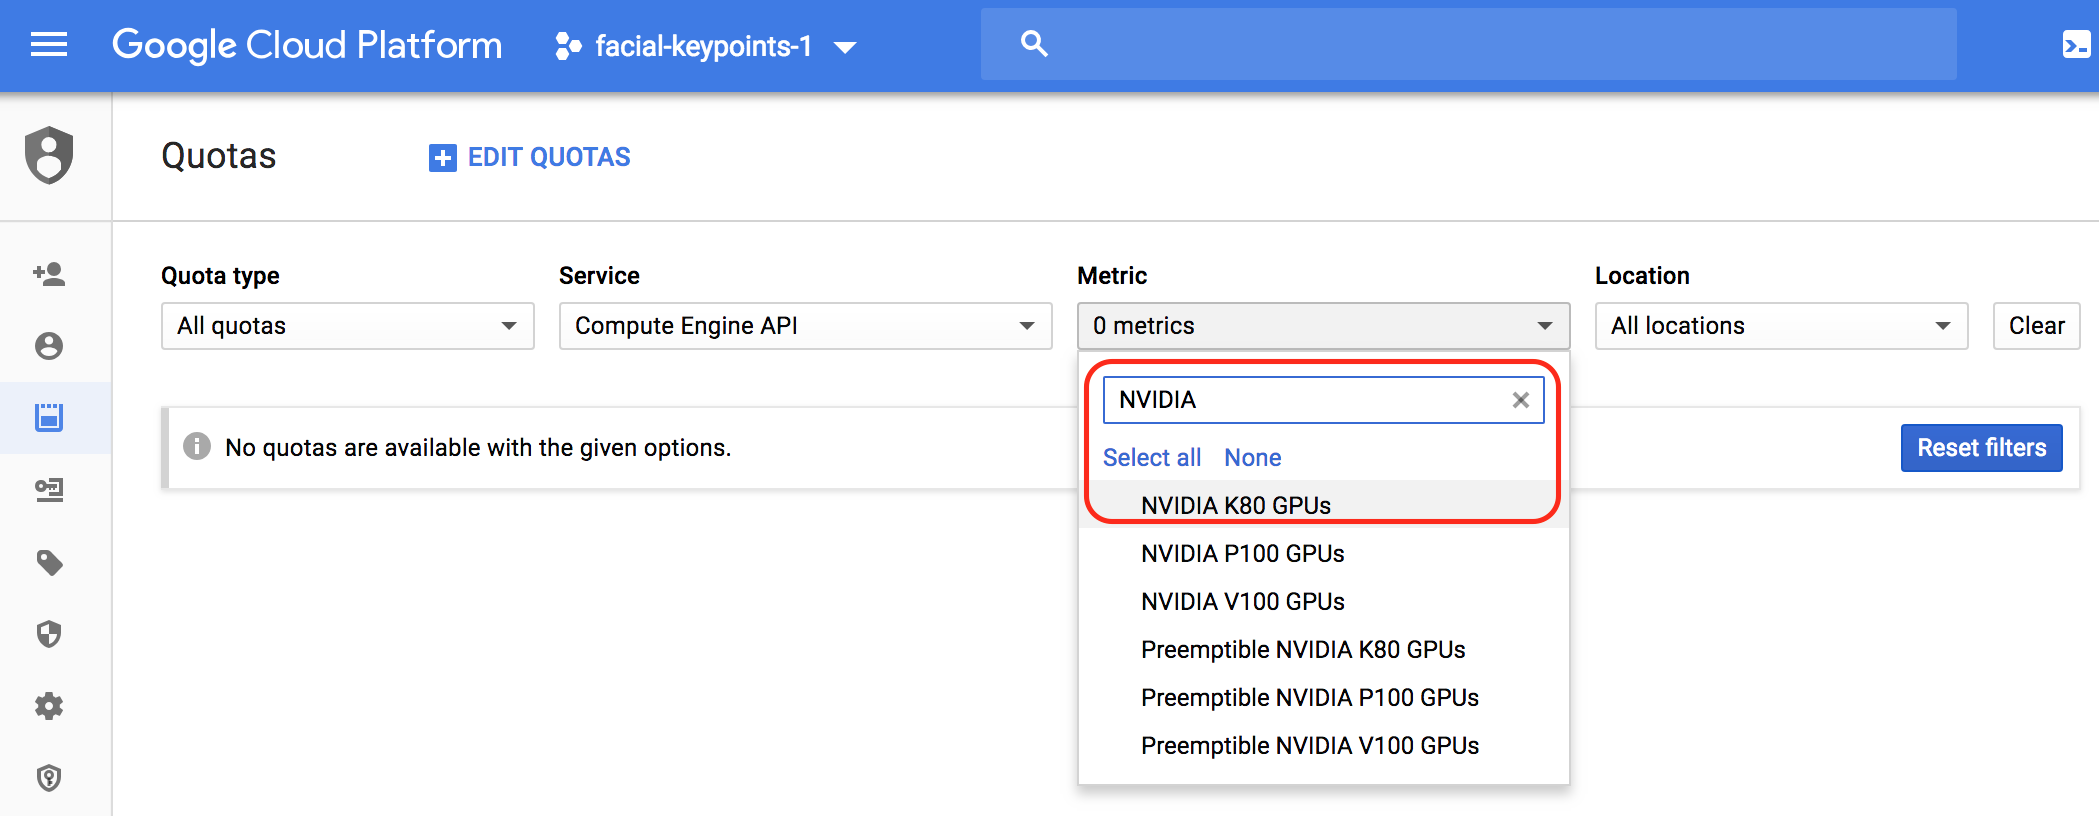 Google Cloud Platform
facial-keypoints-1
Quotas
EDIT QUOTAS
Quota type
Service
Metric
Location
All quotas
Compute Engine API
0 metrics
All locations
Clear
NVIDIA
No quotas are available with the given options.
Reset filters
Select all
None
NVIDIA K80 GPUs
NVIDIA P100 GPUs
NVIDIA V100 GPUs
Preemptible NVIDIA K80 GPUs
Preemptible NVIDIA P100 GPUs
Preemptible NVIDIA V100 GPUs